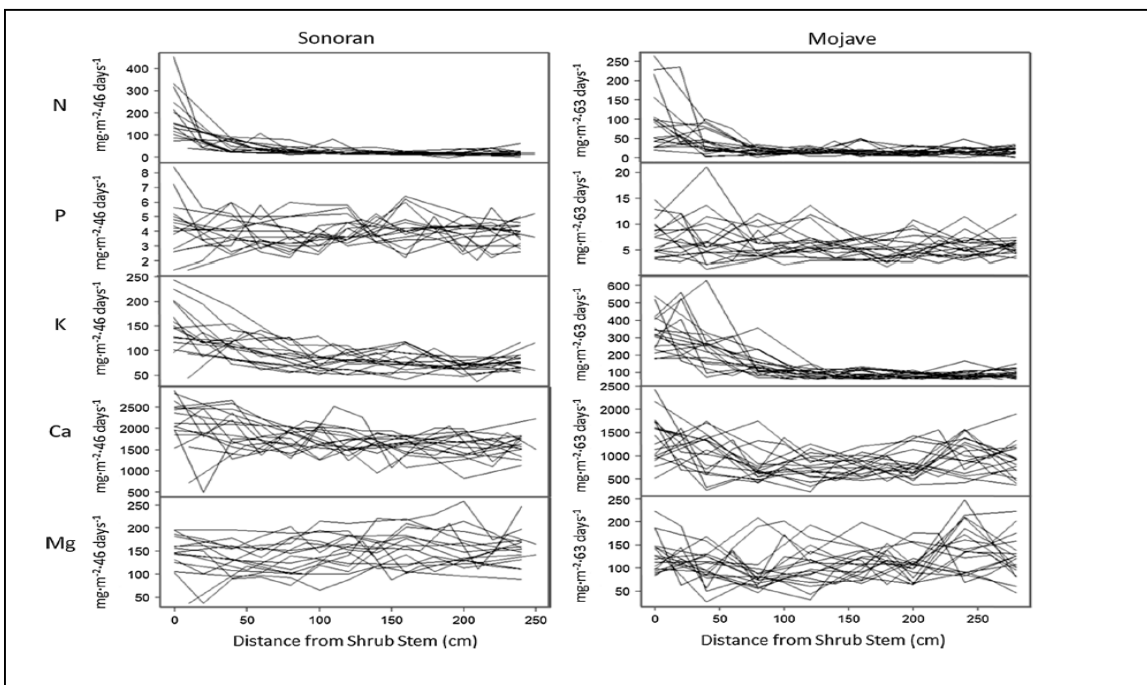 Sonoran
Mojave
N
mg·m⁻²·46 days⁻¹
400
300
200
100
0
mg·m⁻²·63 days⁻¹
250
200
150
100
50
0
P
mg·m⁻²·46 days⁻¹
8
7
6
5
4
3
2
mg·m⁻²·63 days⁻¹
20
15
10
5
K
mg·m⁻²·46 days⁻¹
250
200
150
100
50
mg·m⁻²·63 days⁻¹
600
500
400
300
200
100
Ca
mg·m⁻²·46 days⁻¹
2500
2000
1500
1000
500
mg·m⁻²·63 days⁻¹
2500
2000
1500
1000
500
Mg
mg·m⁻²·46 days⁻¹
250
200
150
100
50
mg·m⁻²·63 days⁻¹
250
200
150
100
50
0 50 100 150 200 250
0 50 100 150 200 250
Distance from Shrub Stem (cm)
Distance from Shrub Stem (cm)